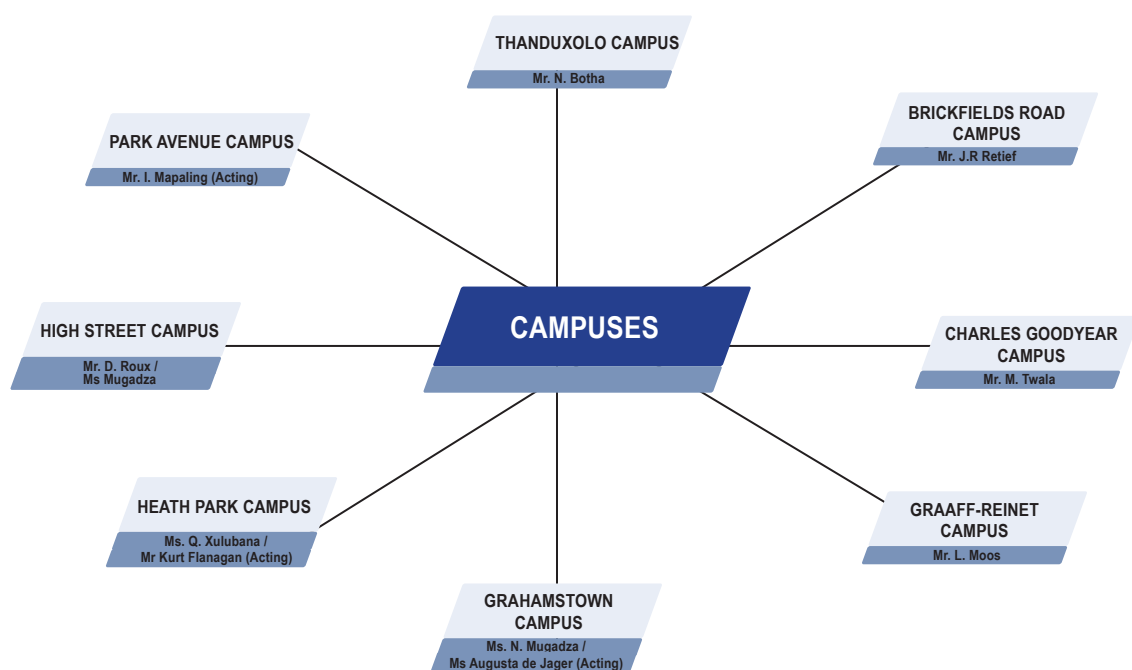 THANDUXOLO CAMPUS
Mr. N. Botha
BRICKFIELDS ROAD
CAMPUS
Mr. J.R Retief
PARK AVENUE CAMPUS
Mr. I. Mapaling (Acting)
CAMPUSES
HIGH STREET CAMPUS
Mr. D. Roux /
Ms Mugadza
CHARLES GOODYEAR
CAMPUS
Mr. M. Twala
HEATH PARK CAMPUS
Ms. Q. Xulubana /
Mr Kurt Flanagan (Acting)
GRAAFF-REINET
CAMPUS
Mr. L. Moos
GRAHAMSTOWN
CAMPUS
Ms. N. Mugadza /
Ms Augusta de Jager (Acting)